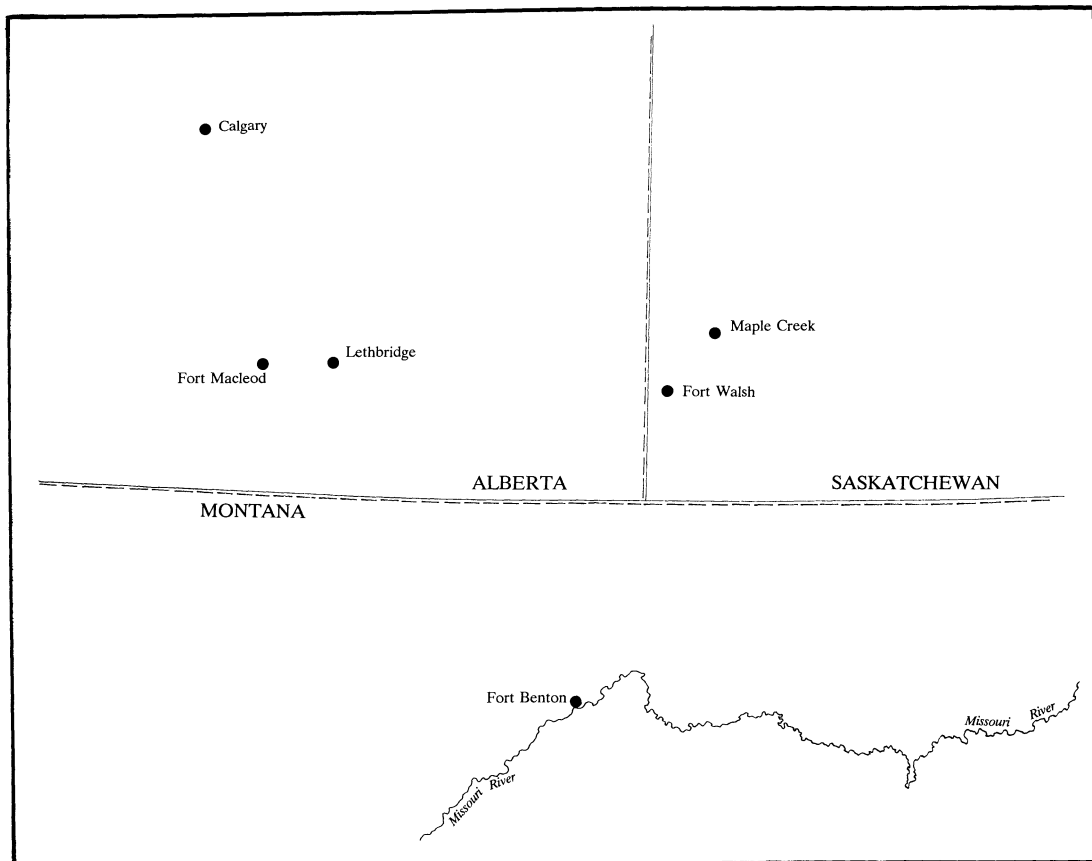 Calgary
Maple Creek
Lethbridge
Fort Macleod
Fort Walsh
ALBERTA
SASKATCHEWAN
MONTANA
Fort Benton
Missouri River
Missouri River